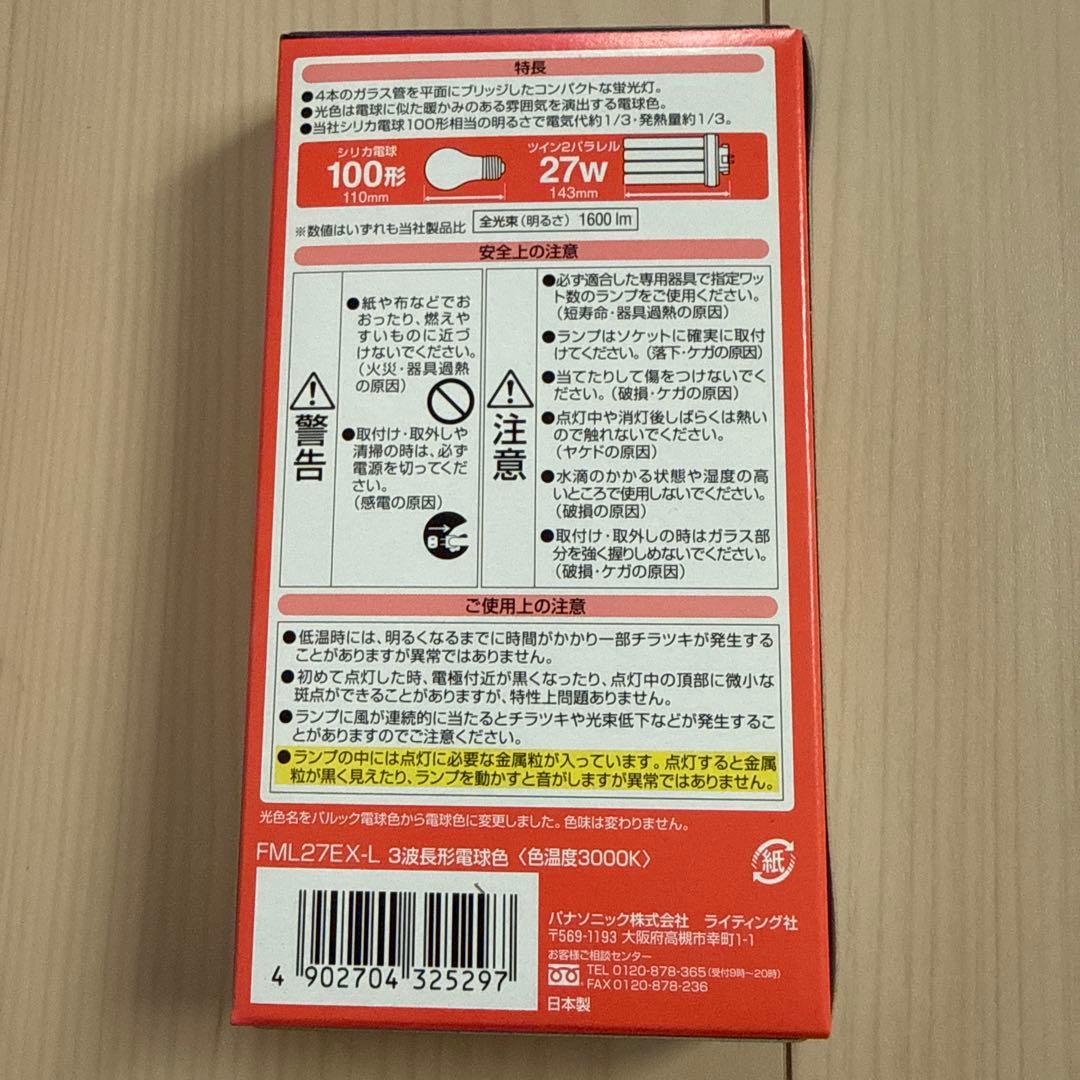 特長
●4本のガラス管を平面にブリッジしたコンパクトな蛍光灯。
●光色は電球に似た暖かみのある雰囲気を演出する電球色。
●当社シリカ電球100形相当の明るさで電気代約1/3・発熱量約1/3。
シリカ電球
100形
110mm
ツイン2パラレル
27W
143mm
※数値はいずれも当社製品比
全光束(明るさ) 1600 lm
安全上の注意
警告
●紙や布などでお
おったり、燃えや
すいものに近づ
けないでください。
(火災・器具過熱
の原因)
●取付け・取外しや
清掃の時は、必ず
電源を切ってくだ
さい。
(感電の原因)
注意
●必ず適合した専用器具で指定ワッ
ト数のランプをご使用ください。
(短寿命・器具過熱の原因)
●ランプはソケットに確実に取付
けてください。(落下・ケガの原因)
●当てたりして傷をつけないでく
ださい。(破損・ケガの原因)
●点灯中や消灯後しばらくは熱い
ので触れないでください。
(ヤケドの原因)
●水滴のかかる状態や湿度の高
いところで使用しないでください。
(破損の原因)
●取付け・取外しの時はガラス部
分を強く握りしめないでください。
(破損・ケガの原因)
ご使用上の注意
●低温時には、明るくなるまでに時間がかかり一部チラツキが発生する
ことがありますが異常ではありません。
●初めて点灯した時、電極付近が黒くなったり、点灯中の頂部に微小な
斑点ができることがありますが、特性上問題ありません。
●ランプに風が連続的に当たるとチラツキや光束低下などが発生するこ
とがありますのでご注意ください。
●ランプの中には点灯に必要な金属粒が入っています。点灯すると金属
粒が黒く見えたり、ランプを動かすと音がしますが異常ではありません。
光色名をパルック電球色から電球色に変更しました。色味は変わりません。
FML27EX-L 3波長形電球色〈色温度3000K〉
紙
4 902704 325297
パナソニック株式会社 ライティング社
〒569-1193 大阪府高槻市幸町1-1
お客様ご相談センター
TEL 0120-878-365(受付9時〜20時)
FAX 0120-878-236
日本製